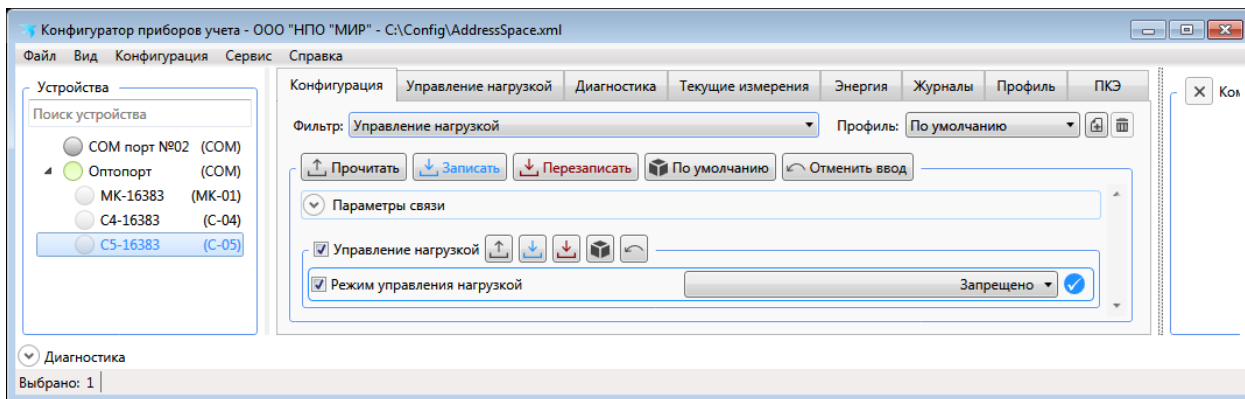 Конфигуратор приборов учета - ООО "НПО "МИР" - C:\Config\AddressSpace.xml
Файл Вид Конфигурация Сервис Справка
Устройства
Поиск устройства
COM порт №02 (COM)
Оптопорт (COM)
МК-16383 (МК-01)
С4-16383 (С-04)
С5-16383 (С-05)
Конфигурация Управление нагрузкой Диагностика Текущие измерения Энергия Журналы Профиль ПКЭ
Фильтр: Управление нагрузкой Профиль: По умолчанию
Прочитать Записать Перезаписать По умолчанию Отменить ввод
Параметры связи
Управление нагрузкой
Режим управления нагрузкой Запрещено
Ком
Диагностика
Выбрано: 1